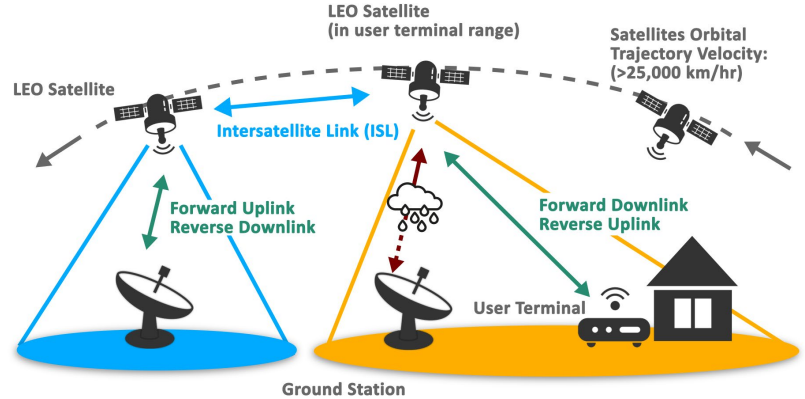 LEO Satellite
(in user terminal range)
Satellites Orbital
Trajectory Velocity:
(>25,000 km/hr)
LEO Satellite
Intersatellite Link (ISL)
Forward Uplink
Reverse Downlink
Forward Downlink
Reverse Uplink
User Terminal
Ground Station